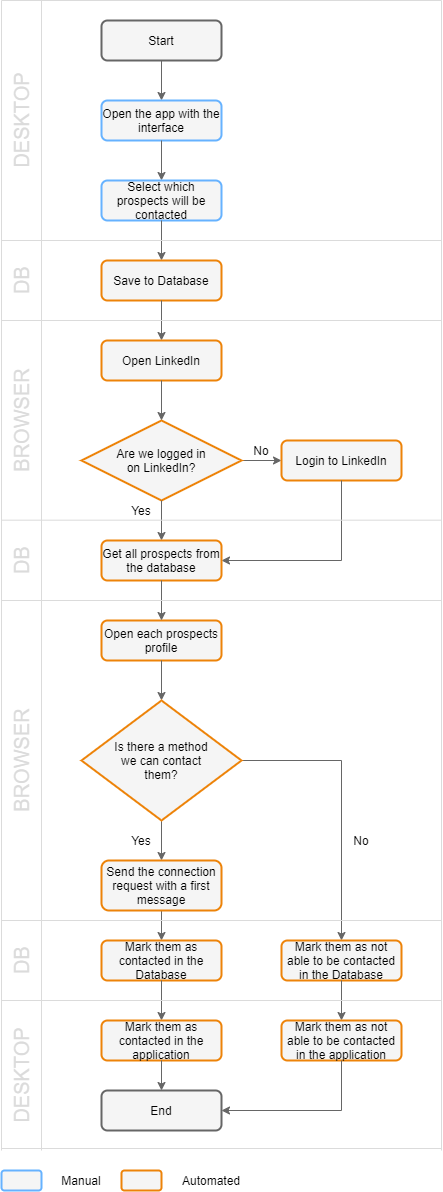 DESKTOP
Start
Open the app with the
interface
Select which
prospects will be
contacted
DB
Save to Database
BROWSER
Open LinkedIn
Are we logged in
on LinkedIn?
No
Login to LinkedIn
Yes
DB
Get all prospects from
the database
BROWSER
Open each prospects
profile
Is there a method
we can contact
them?
Yes
No
Send the connection
request with a first
message
DB
Mark them as
contacted in the
Database
Mark them as not
able to be contacted
in the Database
DESKTOP
Mark them as
contacted in the
application
Mark them as not
able to be contacted
in the application
End
Manual
Automated